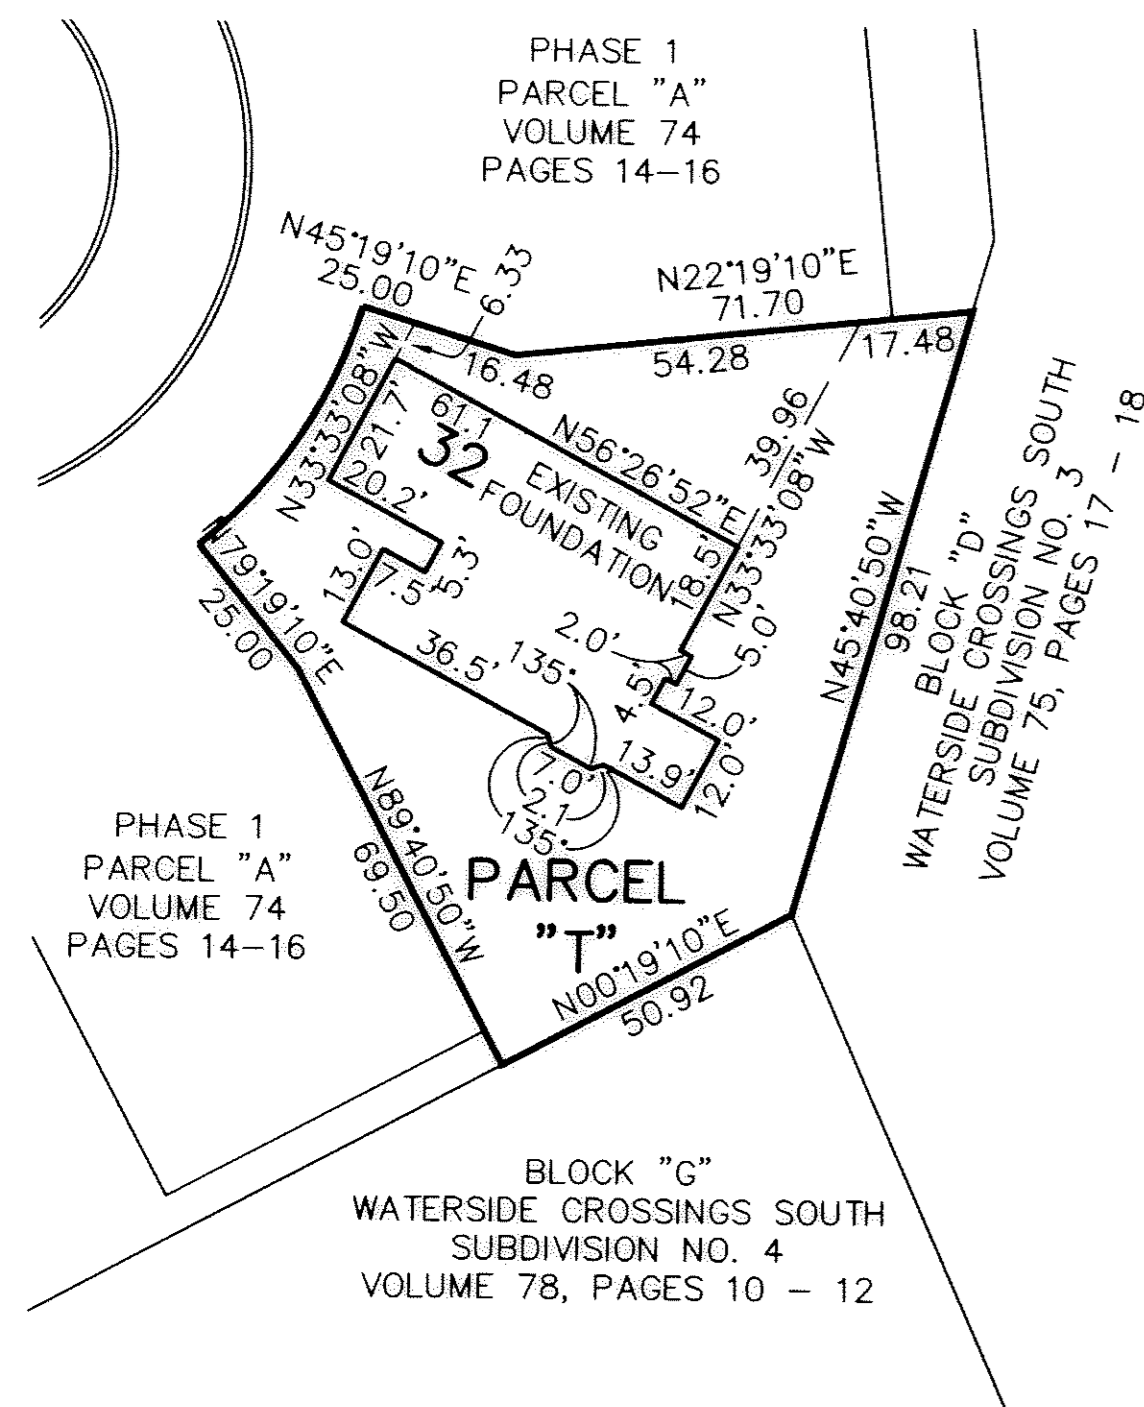 PHASE 1
PARCEL "A"
VOLUME 74
PAGES 14-16
N45°19'10"E
25.00
6.33
16.48
N22°19'10"E
71.70
54.28
17.48
39.96
N33°33'08"W
N33°33'08"W
21.7'
61.1
N56°26'52"E
32
EXISTING
FOUNDATION
20.2'
5.3'
7.5'
13.0'
18.5'
2.0'
5.0'
4.5'
12.0'
12.0'
13.9'
36.5'
135°
7.0'
2.1
135°
N79°19'10"E
25.00
N89°40'50"W
69.50
N45°40'50"W
98.21
BLOCK "D"
WATERSIDE CROSSINGS SOUTH
SUBDIVISION NO. 3
VOLUME 75, PAGES 17 - 18
PARCEL
"T"
N00°19'10"E
50.92
PHASE 1
PARCEL "A"
VOLUME 74
PAGES 14-16
BLOCK "G"
WATERSIDE CROSSINGS SOUTH
SUBDIVISION NO. 4
VOLUME 78, PAGES 10 - 12